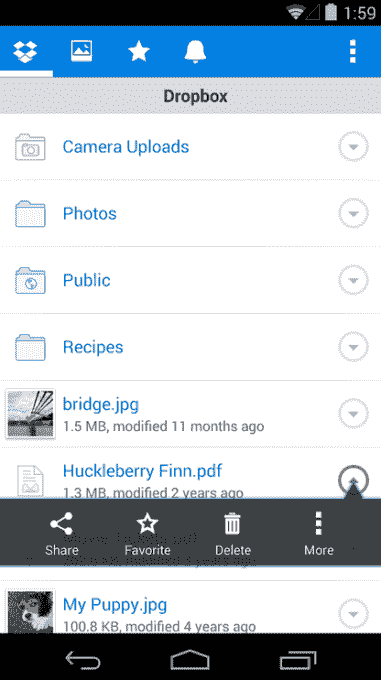 1:59
Dropbox
Camera Uploads
Photos
Public
Recipes
bridge.jpg
1.5 MB, modified 11 months ago
Huckleberry Finn.pdf
1.3 MB, modified 2 years ago
Share
Favorite
Delete
More
My Puppy.jpg
100.8 KB, modified 4 years ago